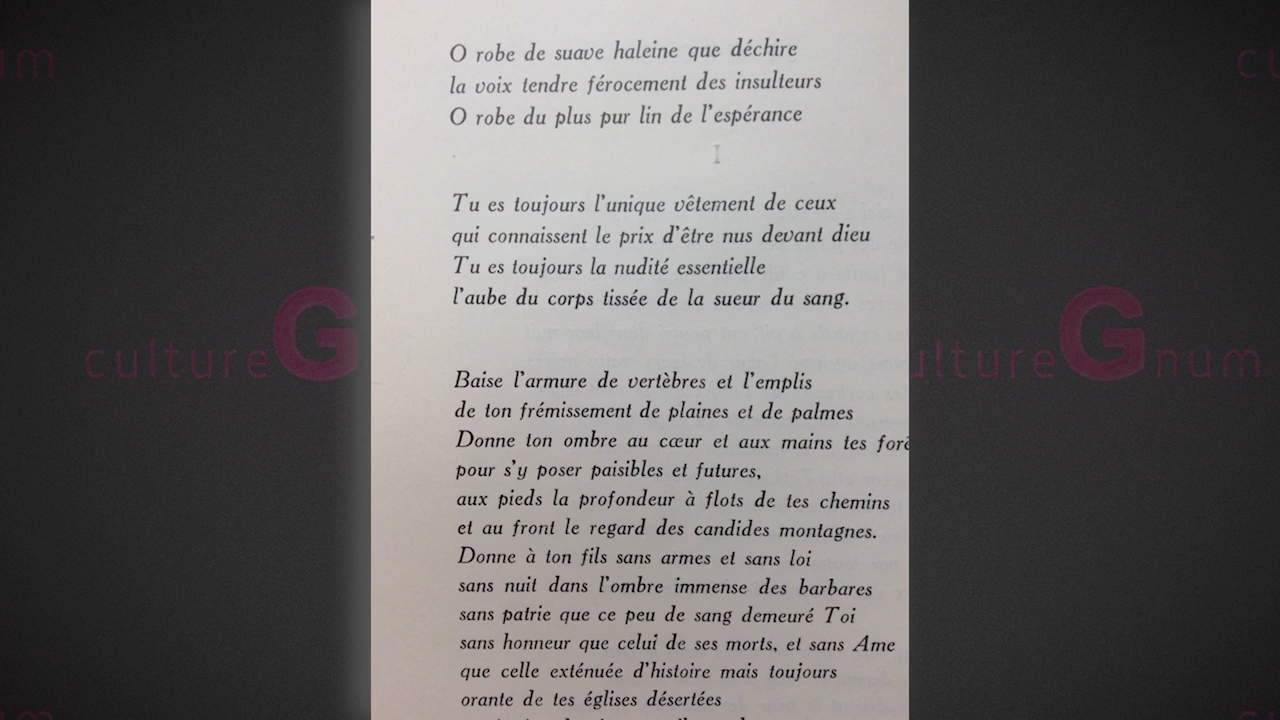 O robe de suave haleine que déchire
la voix tendre férocement des insulteurs
O robe du plus pur lin de l'espérance
Tu es toujours l'unique vêtement de ceux
qui connaissent le prix d'être nus devant dieu
Tu es toujours la nudité essentielle
l'aube du corps tissée de la sueur du sang.
Baise l'armure de vertèbres et l'emplis
de ton frémissement de plaines et de palmes
Donne ton ombre au cœur et aux mains tes forê
pour s'y poser paisibles et futures,
aux pieds la profondeur à flots de tes chemins
et au front le regard des candides montagnes.
Donne à ton fils sans armes et sans loi
sans nuit dans l'ombre immense des barbares
sans patrie que ce peu de sang demeuré Toi
sans honneur que celui de ses morts, et sans Ame
que celle exténuée d'histoire mais toujours
orante de tes églises désertées
cultureGnum
ultureGnum
um
cu